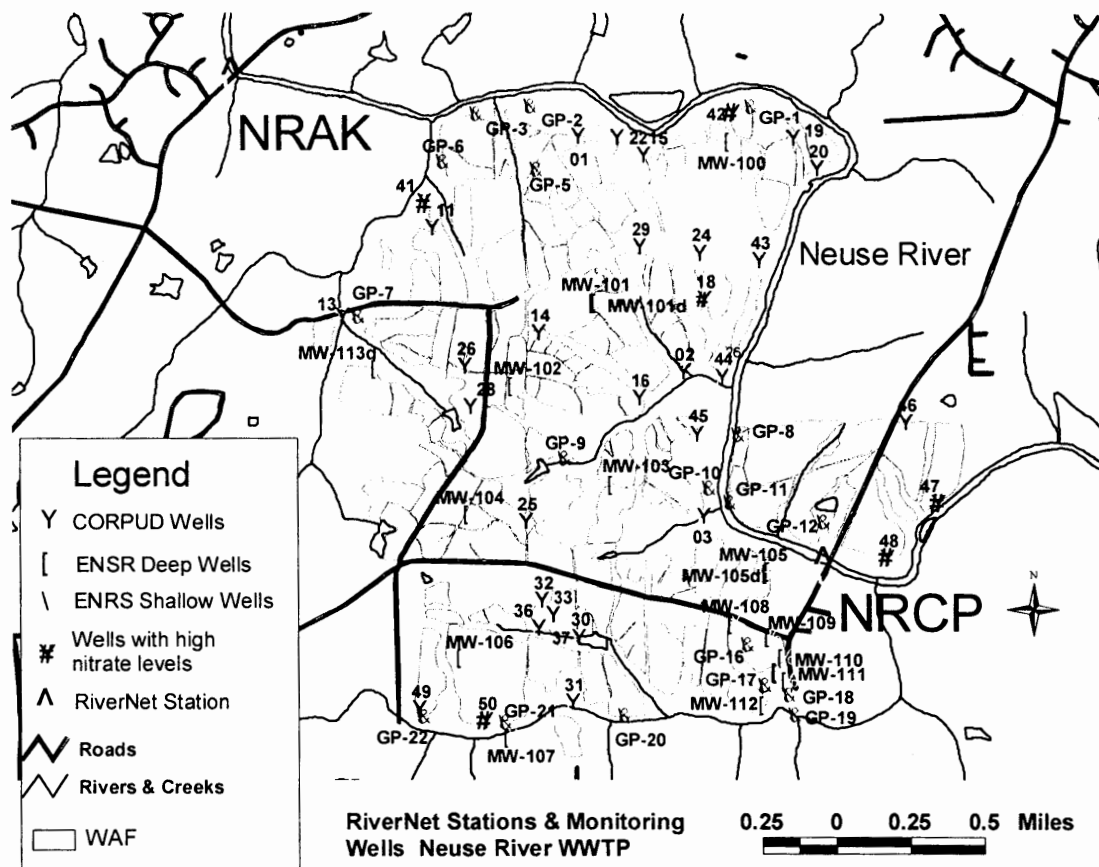 NRAK
GP-3
GP-2
01
22 15
42
GP-1
19
20
MW-100
GP-6
GP-5
41
11
29
24
43
Neuse River
MW-101
MW-101d
18
13
GP-7
14
MW-113d
26
MW-102
28
16
02
44
26
45
GP-8
46
GP-9
MW-103
GP-10
GP-11
47
MW-104
25
03
GP-12
48
MW-105
MW-105d
MW-108
NRCP
N
32
33
36
37
30
MW-109
MW-106
GP-16
MW-110
MW-111
GP-17
GP-18
MW-112
GP-19
49
50
31
GP-22
GP-21
GP-20
MW-107
Legend
Y CORPUD Wells
[ ENSR Deep Wells
\ ENRS Shallow Wells
# Wells with high
nitrate levels
Λ RiverNet Station
Roads
Rivers & Creeks
WAF
RiverNet Stations & Monitoring
Wells Neuse River WWTP
0.25 0 0.25 0.5 Miles